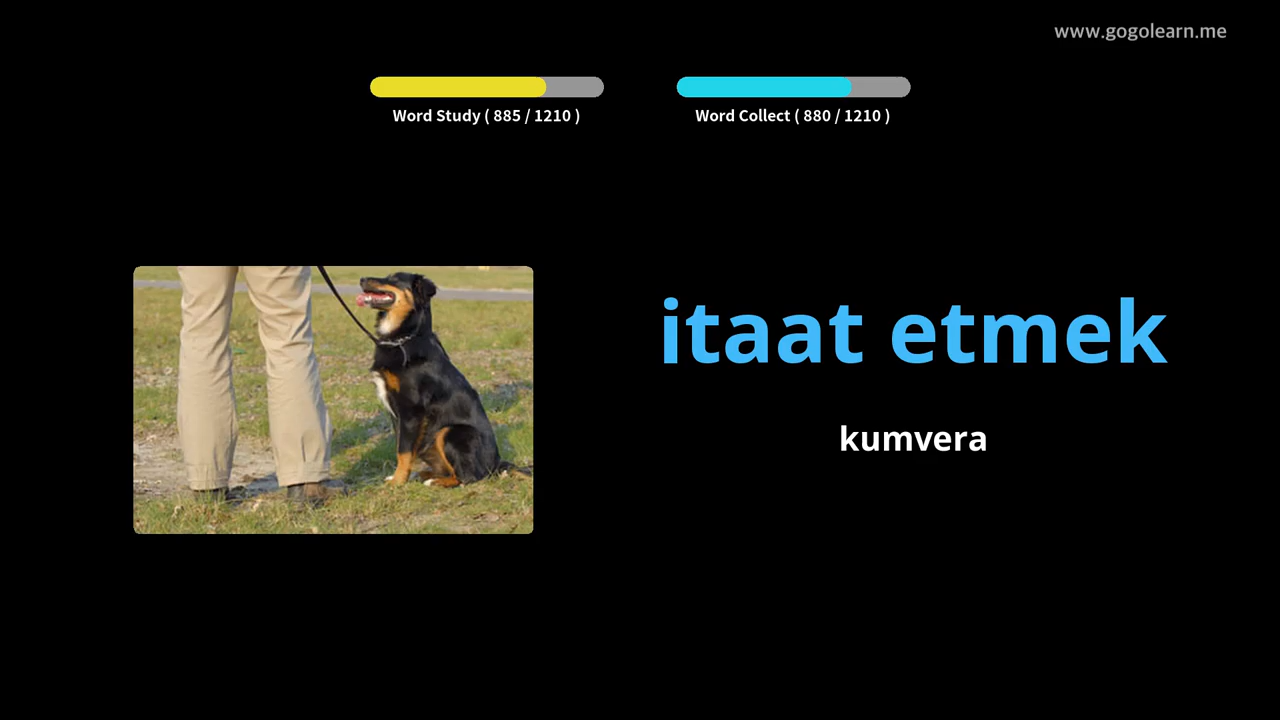 www.gogolearn.me
Word Study ( 885 / 1210 )
Word Collect ( 880 / 1210 )
itaat etmek
kumvera